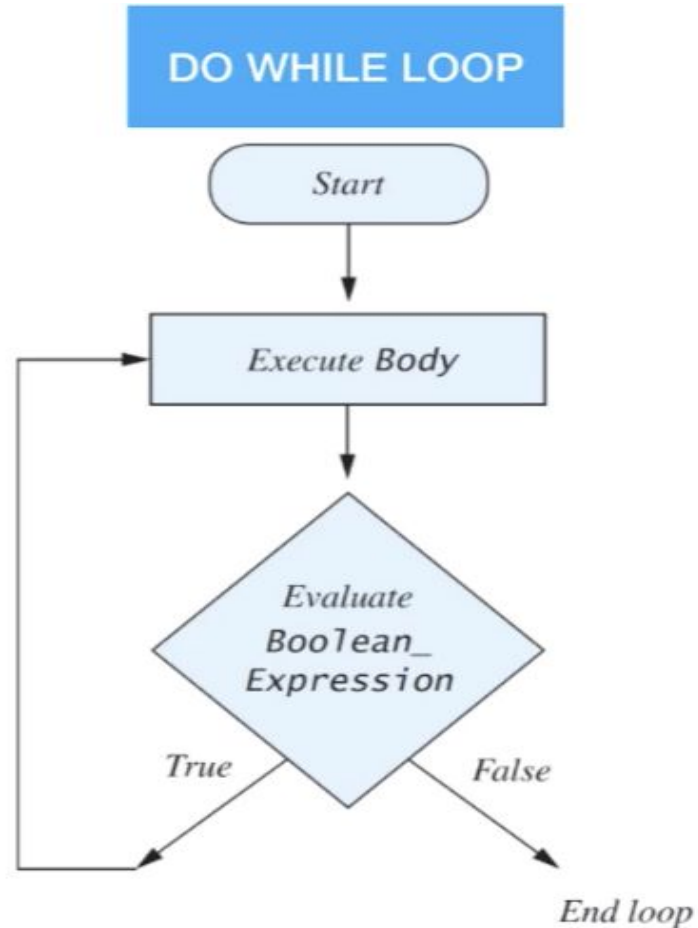 DO WHILE LOOP
Start
Execute Body
Evaluate
Boolean_
Expression
True
False
End loop